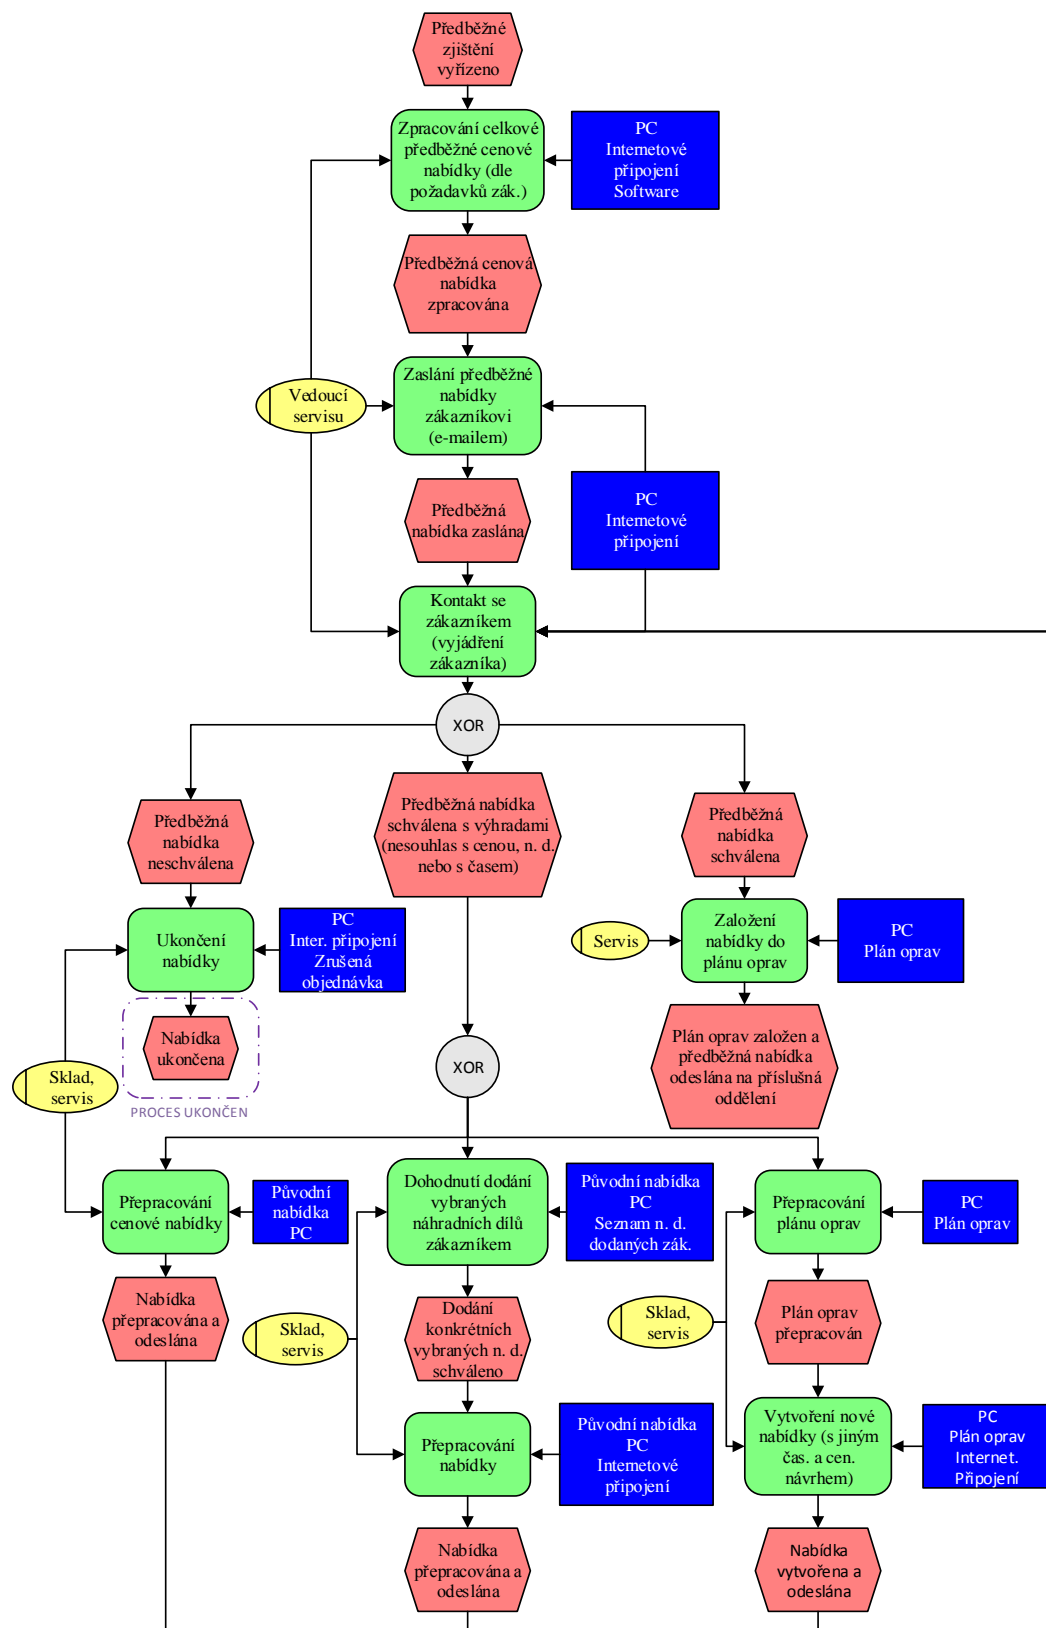 Předběžné
zjištění
vyřízeno
Zpracování celkové
předběžné cenové
nabídky (dle
požadavků zák.)
PC
Internetové
připojení
Software
Předběžná cenová
nabídka
zpracována
Zaslání předběžné
nabídky
zákazníkovi
(e-mailem)
Vedoucí
servisu
PC
Internetové
připojení
Předběžná
nabídka zaslána
Kontakt se
zákazníkem
(vyjádření
zákazníka)
XOR
Předběžná
nabídka
neschválena
Předběžná nabídka
schválena s výhradami
(nesouhlas s cenou, n. d.
nebo s časem)
Předběžná
nabídka
schválena
Ukončení
nabídky
PC
Inter. připojení
Zrušená
objednávka
Servis
Založení
nabídky do
plánu oprav
PC
Plán oprav
Nabídka
ukončena
PROCES UKONČEN
Sklad,
servis
XOR
Plán oprav založen a
předběžná nabídka
odeslána na příslušná
oddělení
Přepracování
cenové nabídky
Původní
nabídka
PC
Dohodnutí dodání
vybraných
náhradních dílů
zákazníkem
Původní nabídka
PC
Seznam n. d.
dodaných zák.
Přepracování
plánu oprav
PC
Plán oprav
Nabídka
přepracována a
odeslána
Sklad,
servis
Dodání
konkrétních
vybraných n. d.
schváleno
Sklad,
servis
Plán oprav
přepracován
Přepracování
nabídky
Původní nabídka
PC
Internetové
připojení
Vytvoření nové
nabídky (s jiným
čas. a cen.
návrhem)
PC
Plán oprav
Internet.
Připojení
Nabídka
přepracována a
odeslána
Nabídka
vytvořena a
odeslána